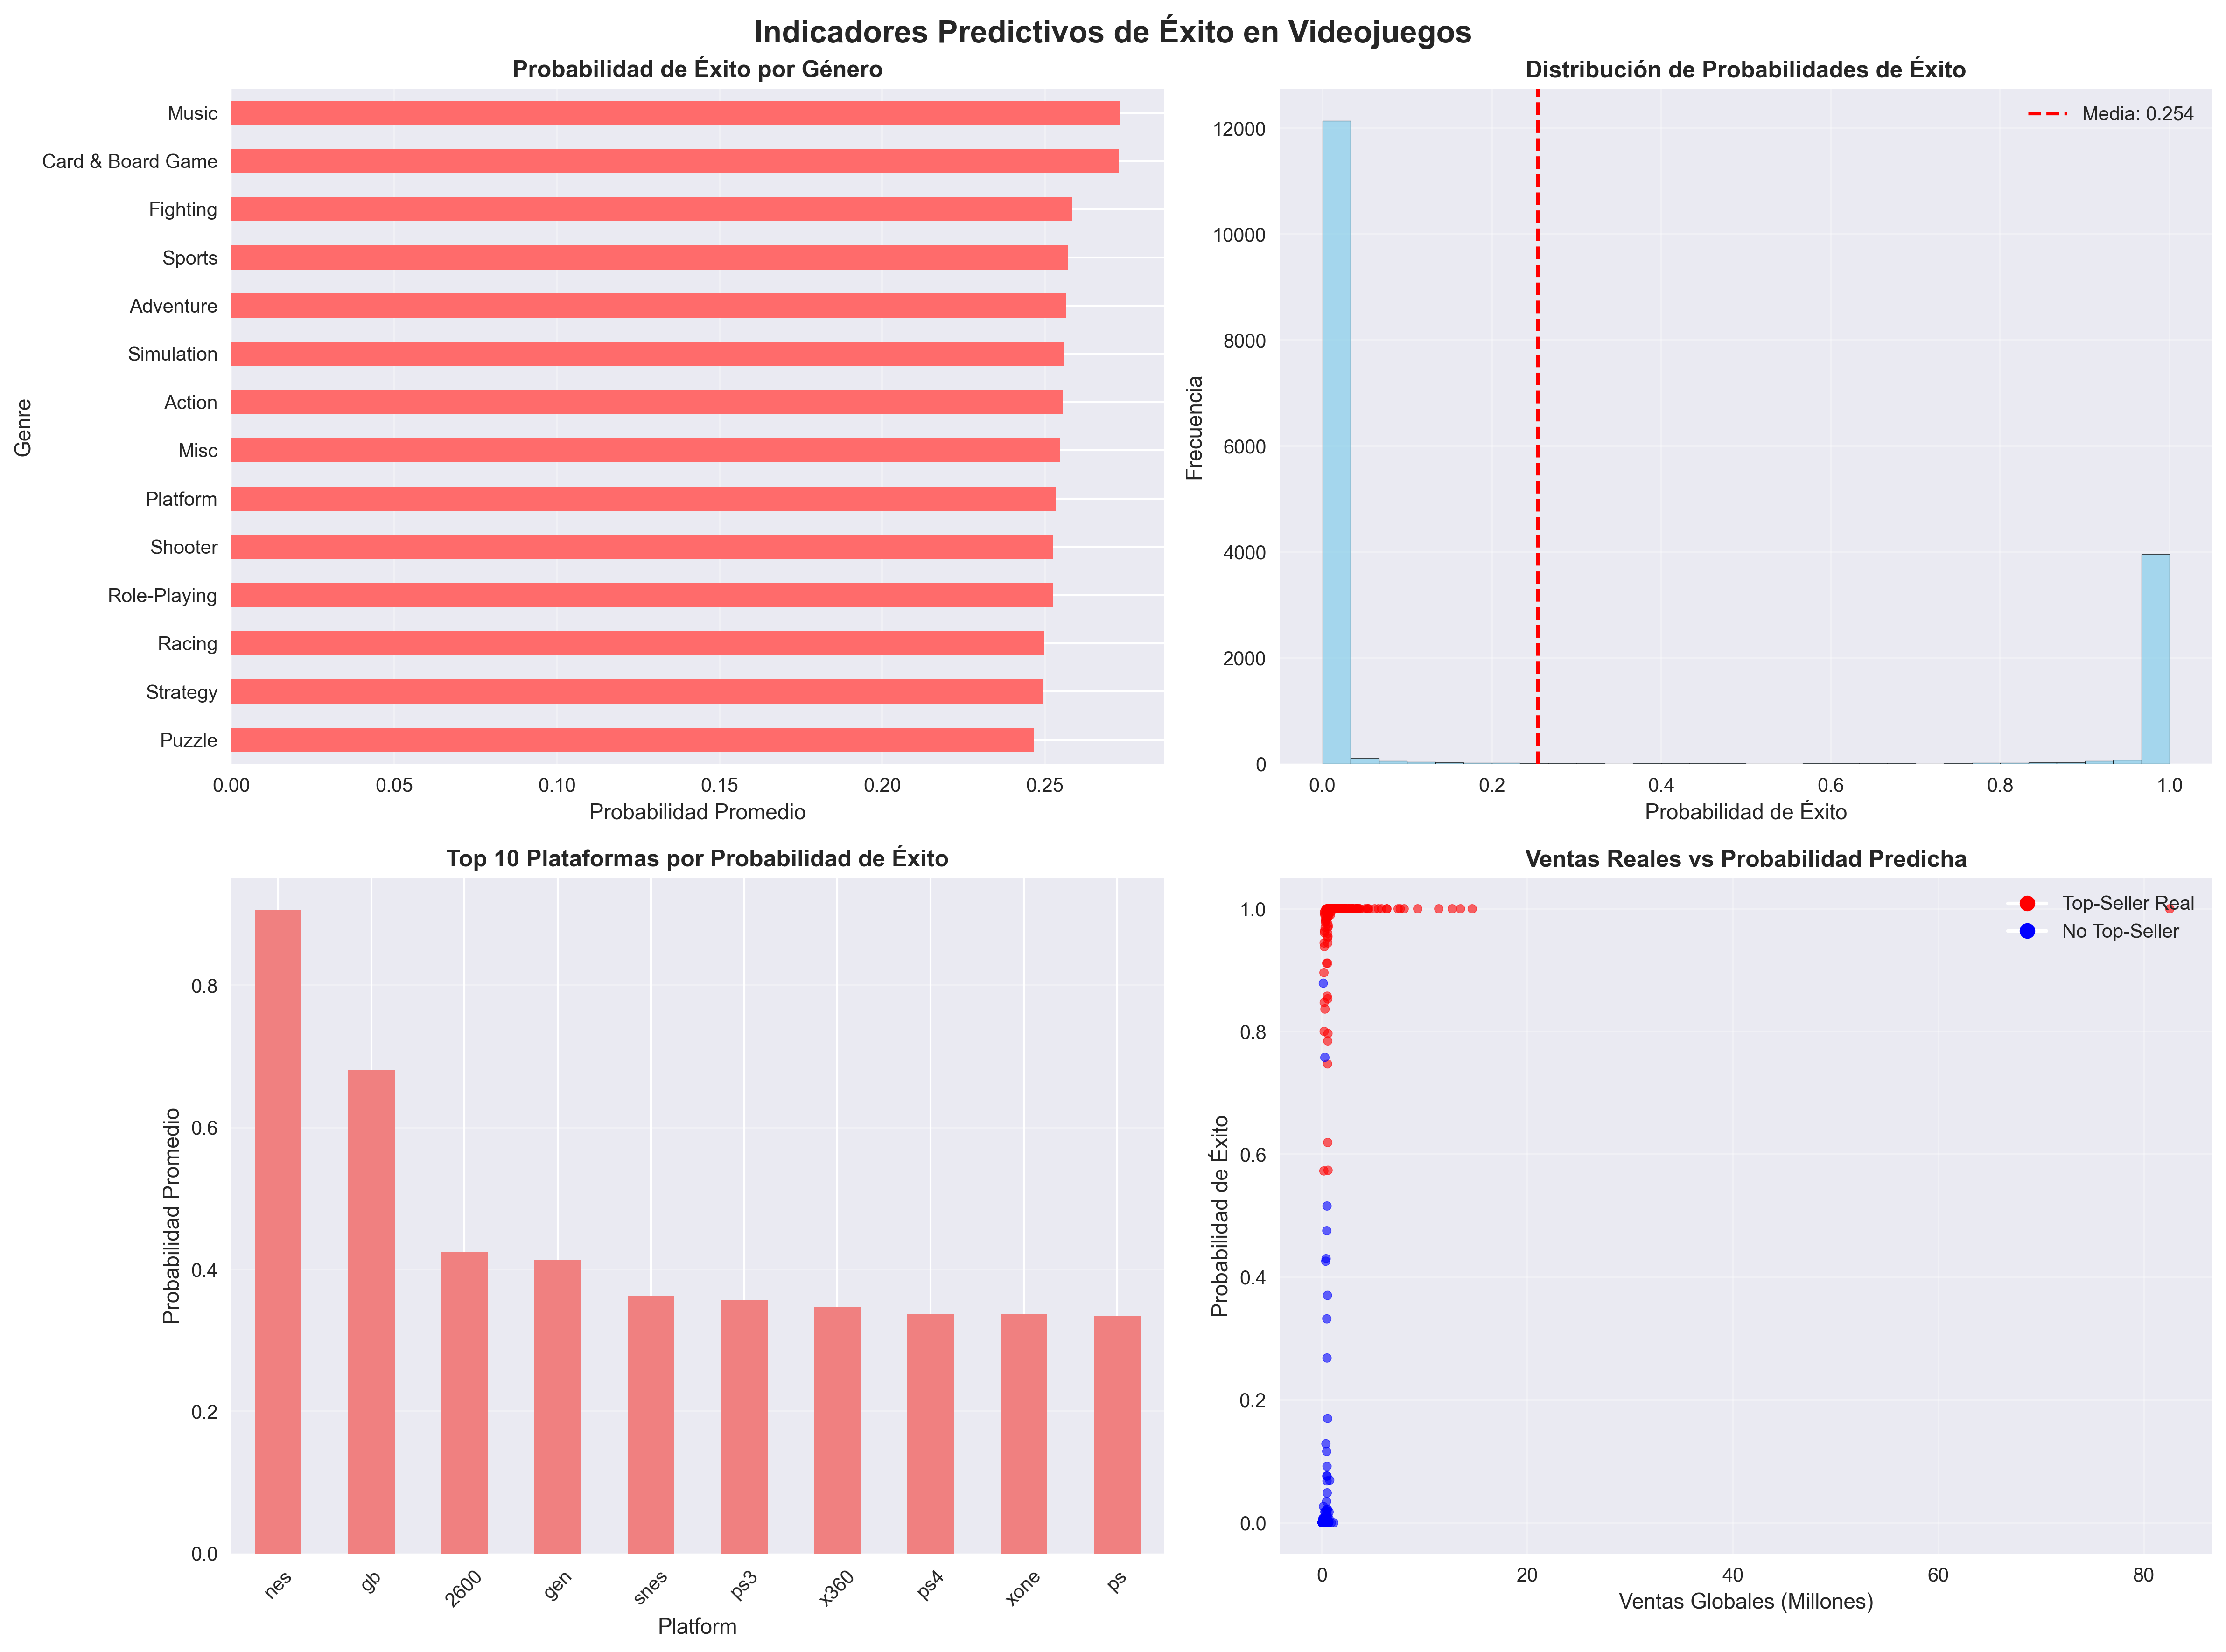 Indicadores Predictivos de Éxito en Videojuegos
Probabilidad de Éxito por Género
Genre
Music
Card & Board Game
Fighting
Sports
Adventure
Simulation
Action
Misc
Platform
Shooter
Role-Playing
Racing
Strategy
Puzzle
0.00 0.05 0.10 0.15 0.20 0.25
Probabilidad Promedio
Distribución de Probabilidades de Éxito
Media: 0.254
Frecuencia
12000
10000
8000
6000
4000
2000
0
0.0 0.2 0.4 0.6 0.8 1.0
Probabilidad de Éxito
Top 10 Plataformas por Probabilidad de Éxito
Probabilidad Promedio
0.8
0.6
0.4
0.2
0.0
nes gb 2600 gen snes ps3 x360 ps4 xone ps
Platform
Ventas Reales vs Probabilidad Predicha
Top-Seller Real
No Top-Seller
Probabilidad de Éxito
1.0
0.8
0.6
0.4
0.2
0.0
0 20 40 60 80
Ventas Globales (Millones)